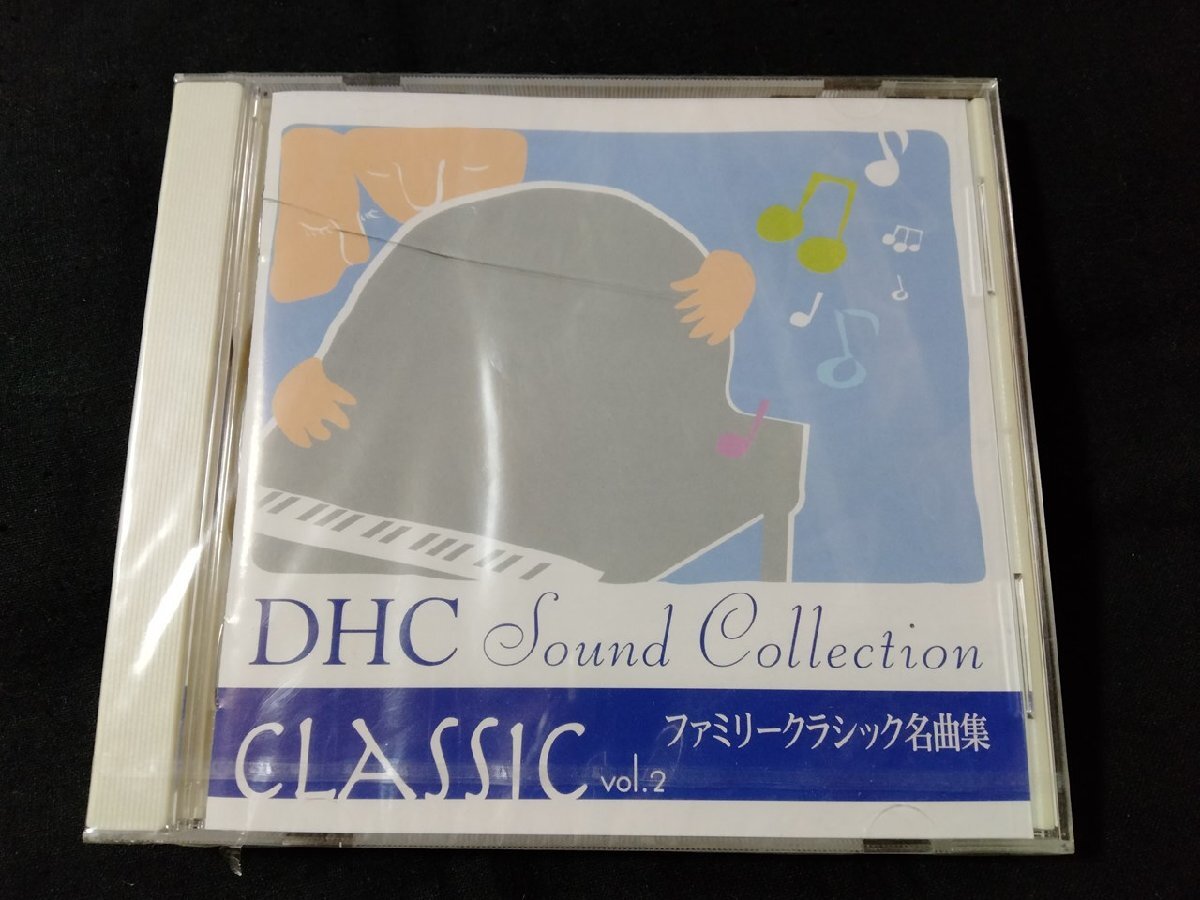 DHC Sound Collection
ファミリークラシック名曲集
CLASSIC vol.2